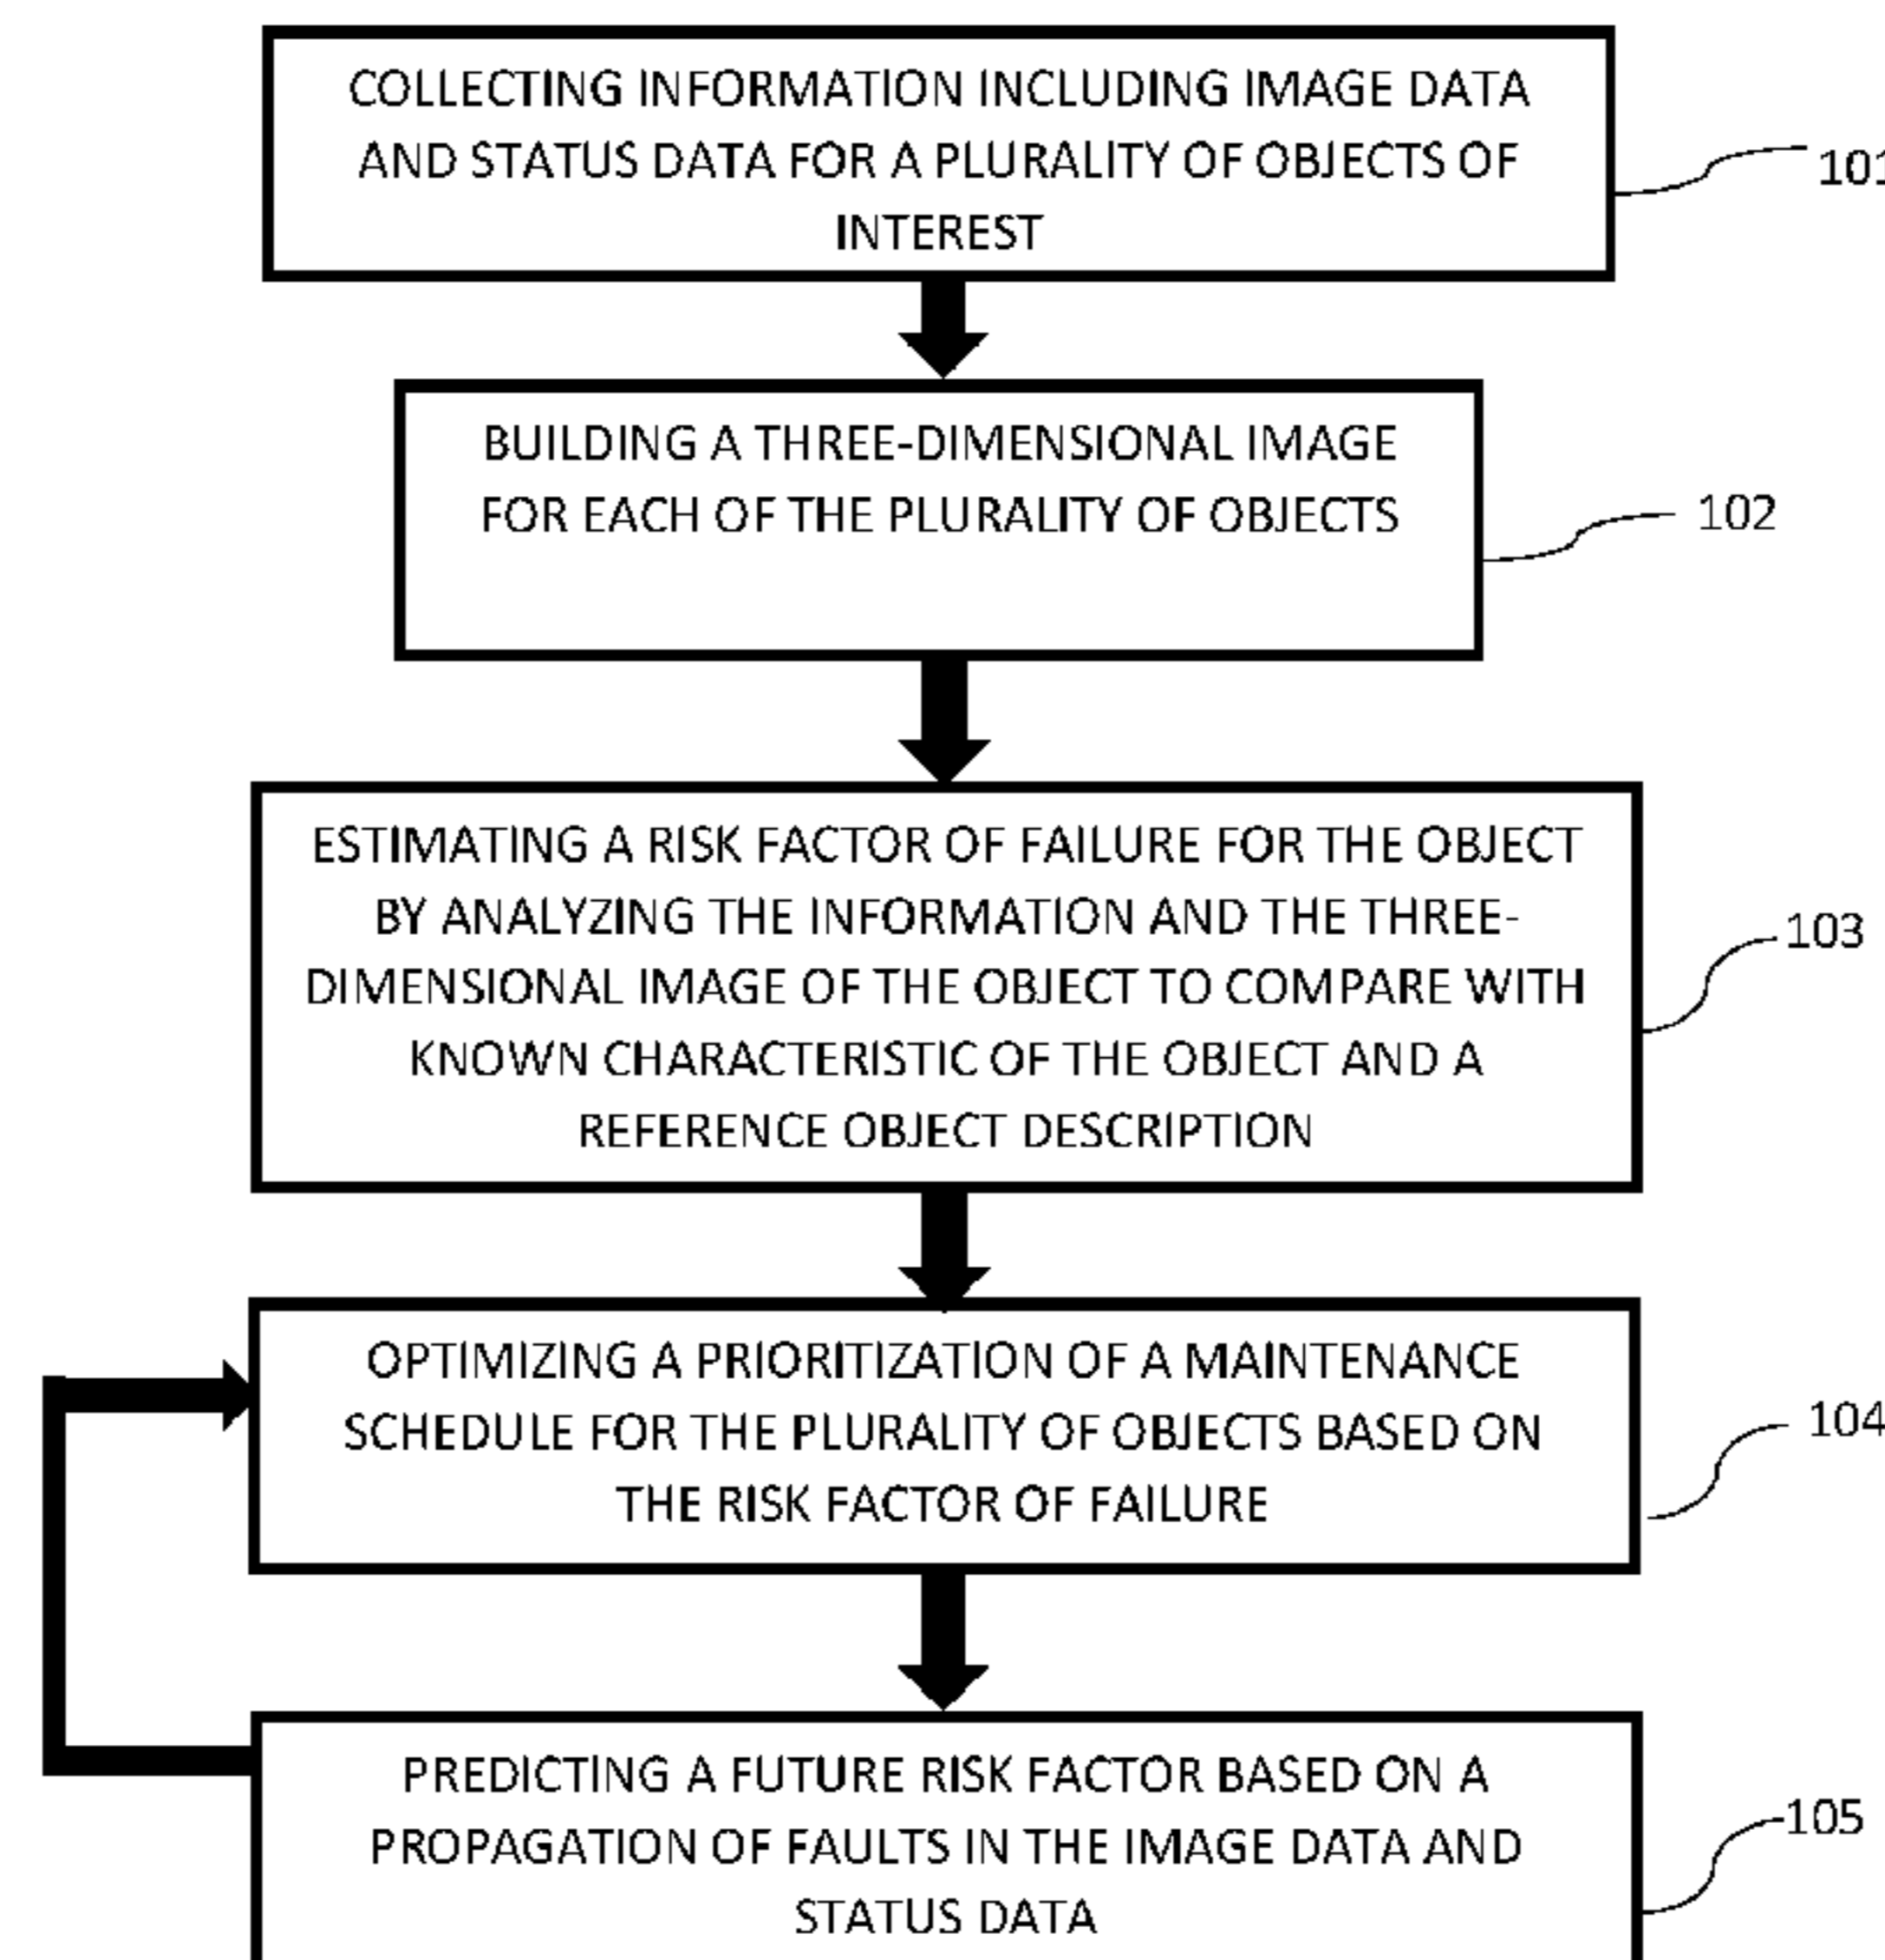 COLLECTING INFORMATION INCLUDING IMAGE DATA
AND STATUS DATA FOR A PLURALITY OF OBJECTS OF
INTEREST
101
BUILDING A THREE-DIMENSIONAL IMAGE
FOR EACH OF THE PLURALITY OF OBJECTS
102
ESTIMATING A RISK FACTOR OF FAILURE FOR THE OBJECT
BY ANALYZING THE INFORMATION AND THE THREE-
DIMENSIONAL IMAGE OF THE OBJECT TO COMPARE WITH
KNOWN CHARACTERISTIC OF THE OBJECT AND A
REFERENCE OBJECT DESCRIPTION
103
OPTIMIZING A PRIORITIZATION OF A MAINTENANCE
SCHEDULE FOR THE PLURALITY OF OBJECTS BASED ON
THE RISK FACTOR OF FAILURE
104
PREDICTING A FUTURE RISK FACTOR BASED ON A
PROPAGATION OF FAULTS IN THE IMAGE DATA AND
STATUS DATA
105